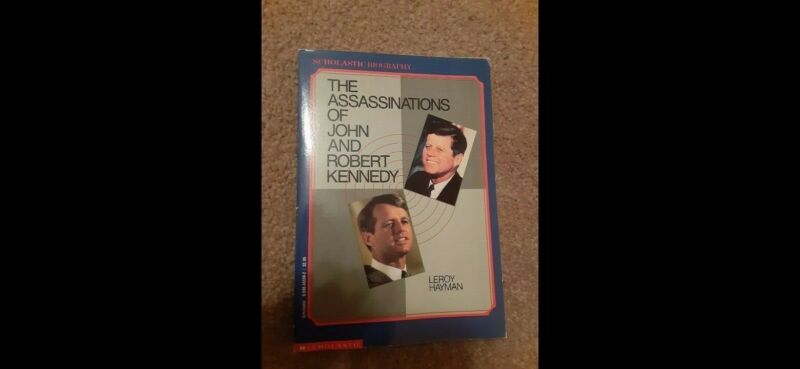 SCHOLASTIC BIOGRAPHY
THE
ASSASSINATIONS
OF
JOHN
AND
ROBERT
KENNEDY
LEROY
HAYMAN
SCHOLASTIC